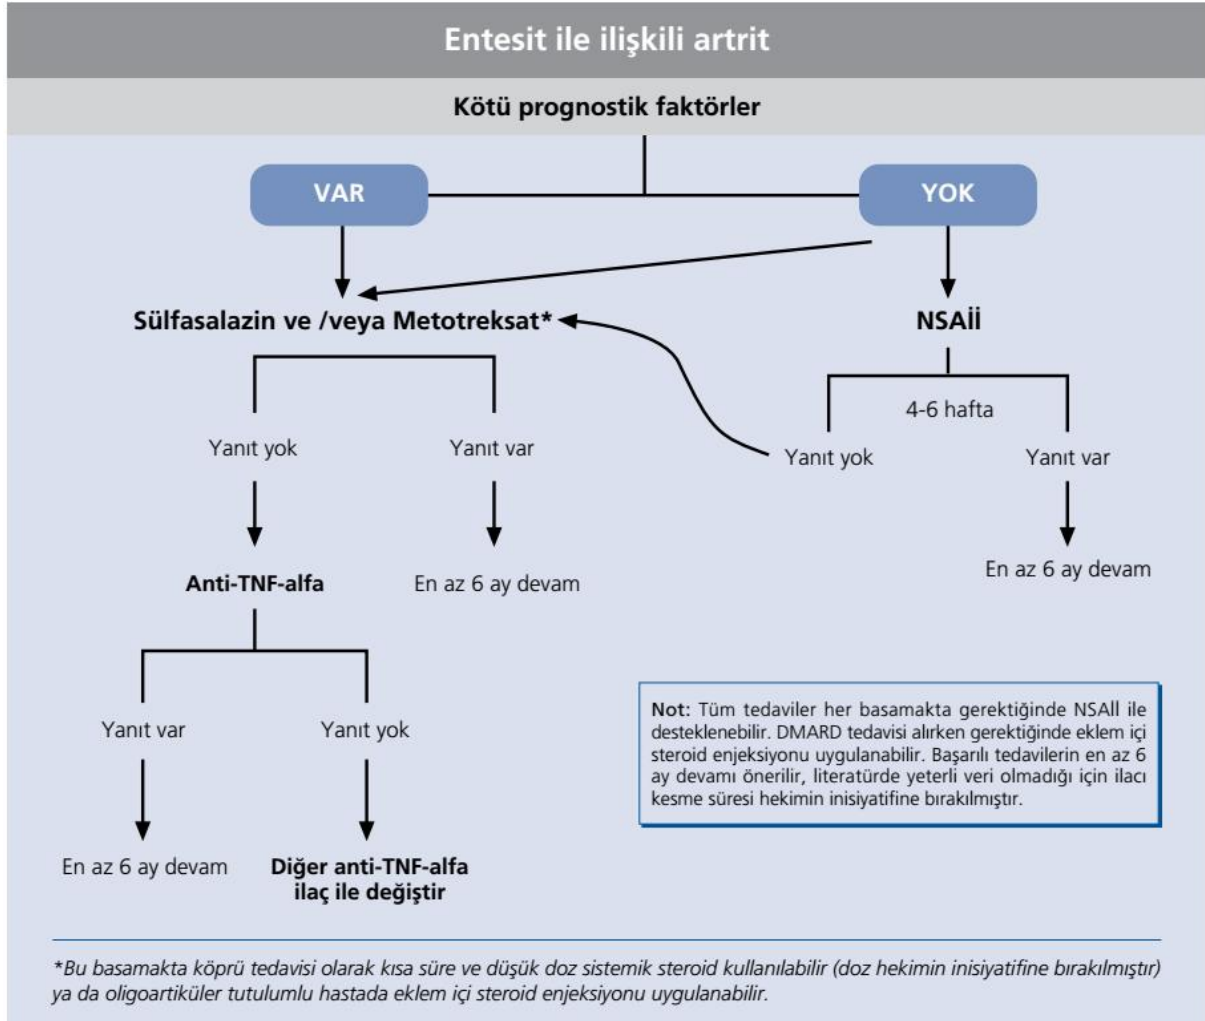 Entesit ile ilişkili artrit
Kötü prognostik faktörler
VAR
YOK
Sülfasalazin ve /veya Metotreksat*
NSAİİ
4-6 hafta
Yanıt yok
Yanıt var
Yanıt yok
Yanıt var
Anti-TNF-alfa
En az 6 ay devam
En az 6 ay devam
Yanıt var
Yanıt yok
Not: Tüm tedaviler her basamakta gerektiğinde NSAİİ ile
desteklenebilir. DMARD tedavisi alırken gerektiğinde eklem içi
steroid enjeksiyonu uygulanabilir. Başarılı tedavilerin en az 6
ay devamı önerilir, literatürde yeterli veri olmadığı için ilacı
kesme süresi hekimin inisiyatifine bırakılmıştır.
En az 6 ay devam
Diğer anti-TNF-alfa
ilaç ile değiştir
*Bu basamakta köprü tedavisi olarak kısa süre ve düşük doz sistemik steroid kullanılabilir (doz hekimin inisiyatifine bırakılmıştır)
ya da oligoartiküler tutulumlu hastada eklem içi steroid enjeksiyonu uygulanabilir.